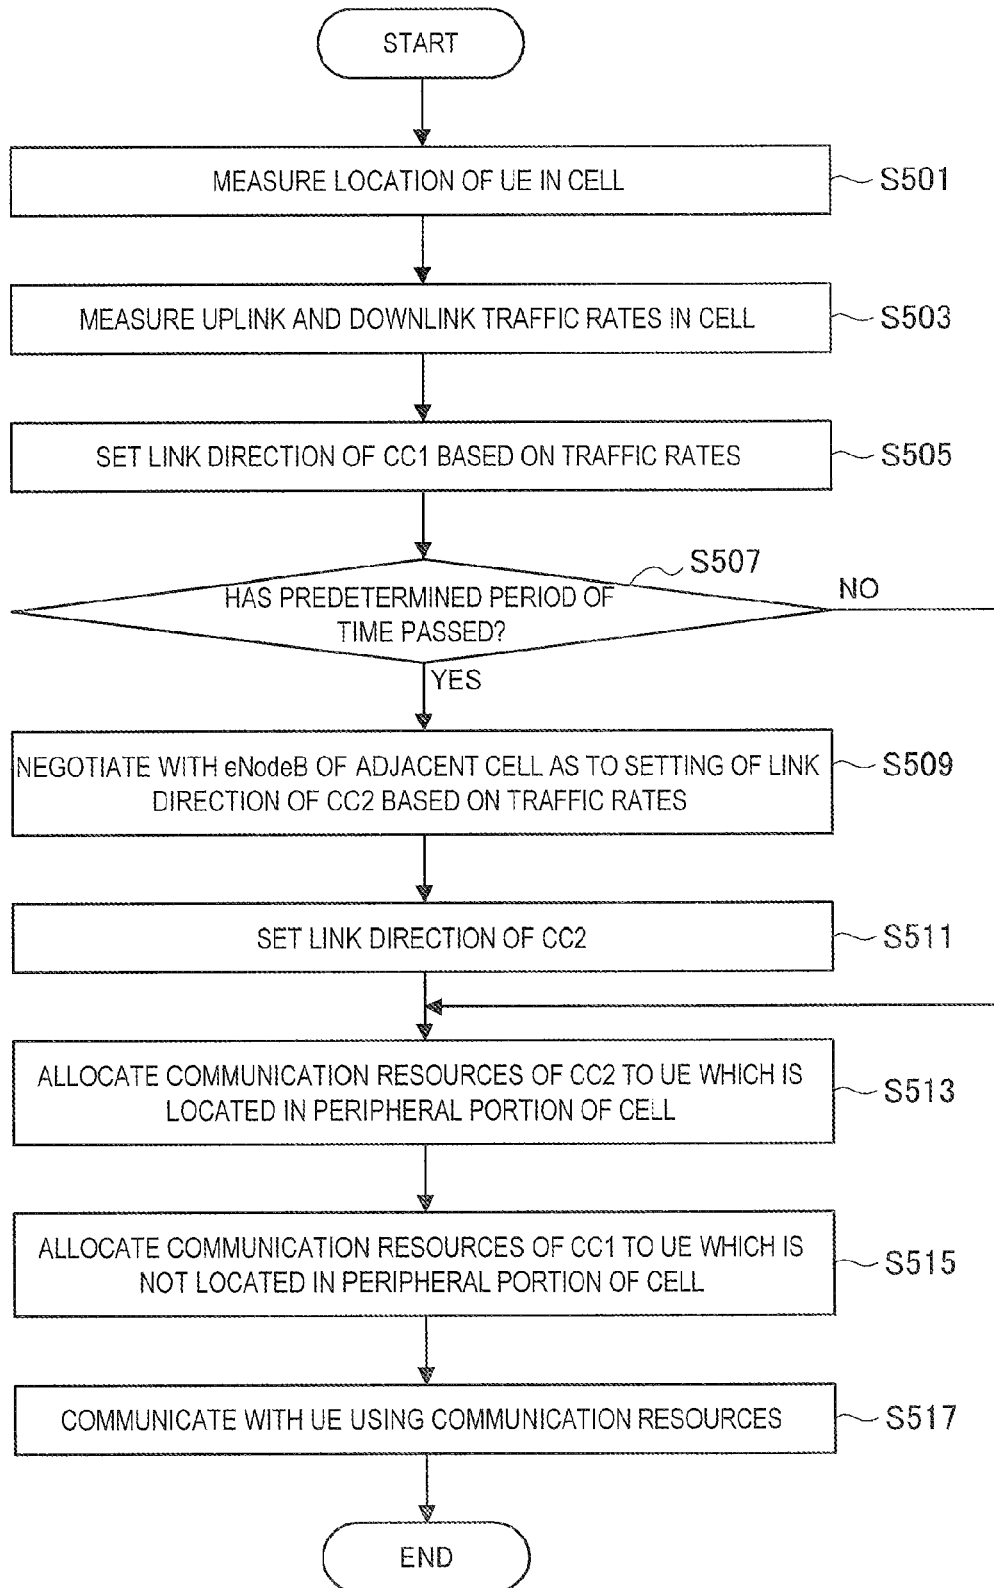 START
MEASURE LOCATION OF UE IN CELL
S501
MEASURE UPLINK AND DOWNLINK TRAFFIC RATES IN CELL
S503
SET LINK DIRECTION OF CC1 BASED ON TRAFFIC RATES
S505
S507
HAS PREDETERMINED PERIOD OF
TIME PASSED?
NO
YES
NEGOTIATE WITH eNodeB OF ADJACENT CELL AS TO SETTING OF LINK
DIRECTION OF CC2 BASED ON TRAFFIC RATES
S509
SET LINK DIRECTION OF CC2
S511
ALLOCATE COMMUNICATION RESOURCES OF CC2 TO UE WHICH IS
LOCATED IN PERIPHERAL PORTION OF CELL
S513
ALLOCATE COMMUNICATION RESOURCES OF CC1 TO UE WHICH IS
NOT LOCATED IN PERIPHERAL PORTION OF CELL
S515
COMMUNICATE WITH UE USING COMMUNICATION RESOURCES
S517
END